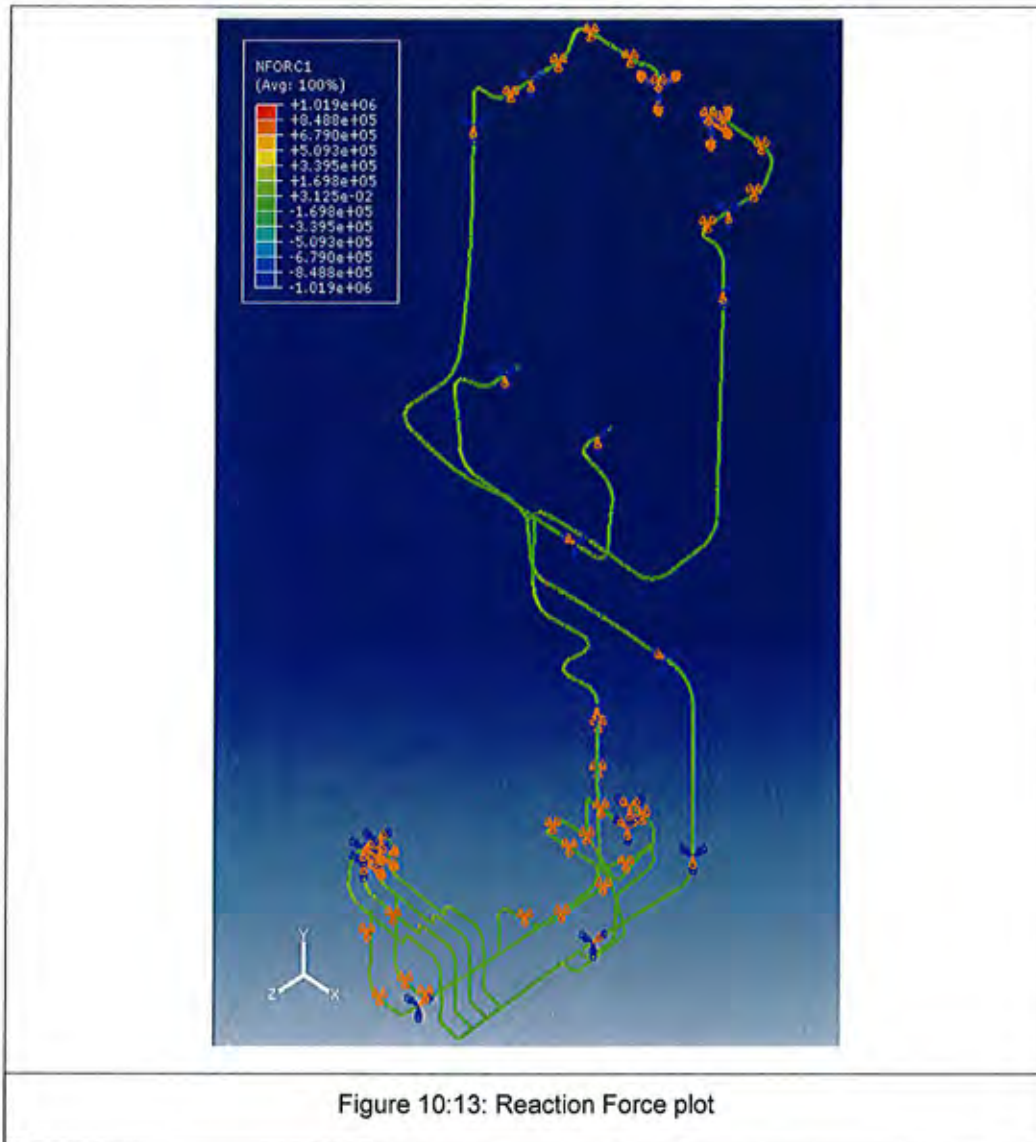 NFORC1
(Avg: 100%)
+1.019e+06
+8.488e+05
+6.790e+05
+5.093e+05
+3.395e+05
+1.698e+05
+3.125e-02
-1.698e+05
-3.395e+05
-5.093e+05
-6.790e+05
-8.488e+05
-1.019e+06
Y
Z X
Figure 10:13: Reaction Force plot